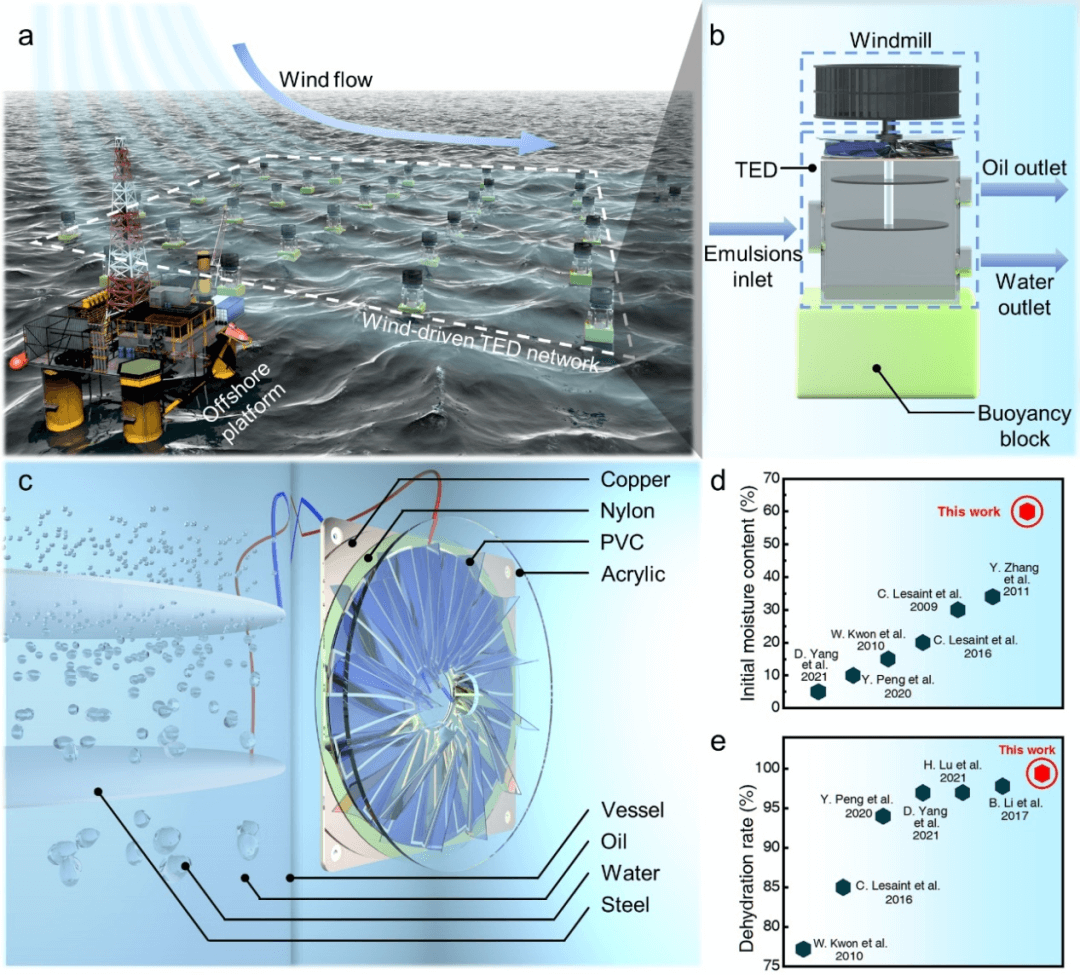 a
Wind flow
Wind-driven TED network
Offshore
platform
b
Windmill
TED
Oil outlet
Emulsions
inlet
Water
outlet
Buoyancy
block
c
Copper
Nylon
PVC
Acrylic
Vessel
Oil
Water
Steel
d
Initial moisture content (%)
70
60
50
40
30
20
10
0
This work
Y. Zhang
et al.
2011
C. Lesaint et al.
2009
W. Kwon et al.
2010
C. Lesaint et al.
2016
D. Yang
et al.
2021
Y. Peng et al.
2020
e
Dehydration rate (%)
100
95
90
85
80
75
This work
H. Lu et al.
2021
Y. Peng et al.
2020
D. Yang
et al.
2021
B. Li et al.
2017
C. Lesaint et al.
2016
W. Kwon et al.
2010